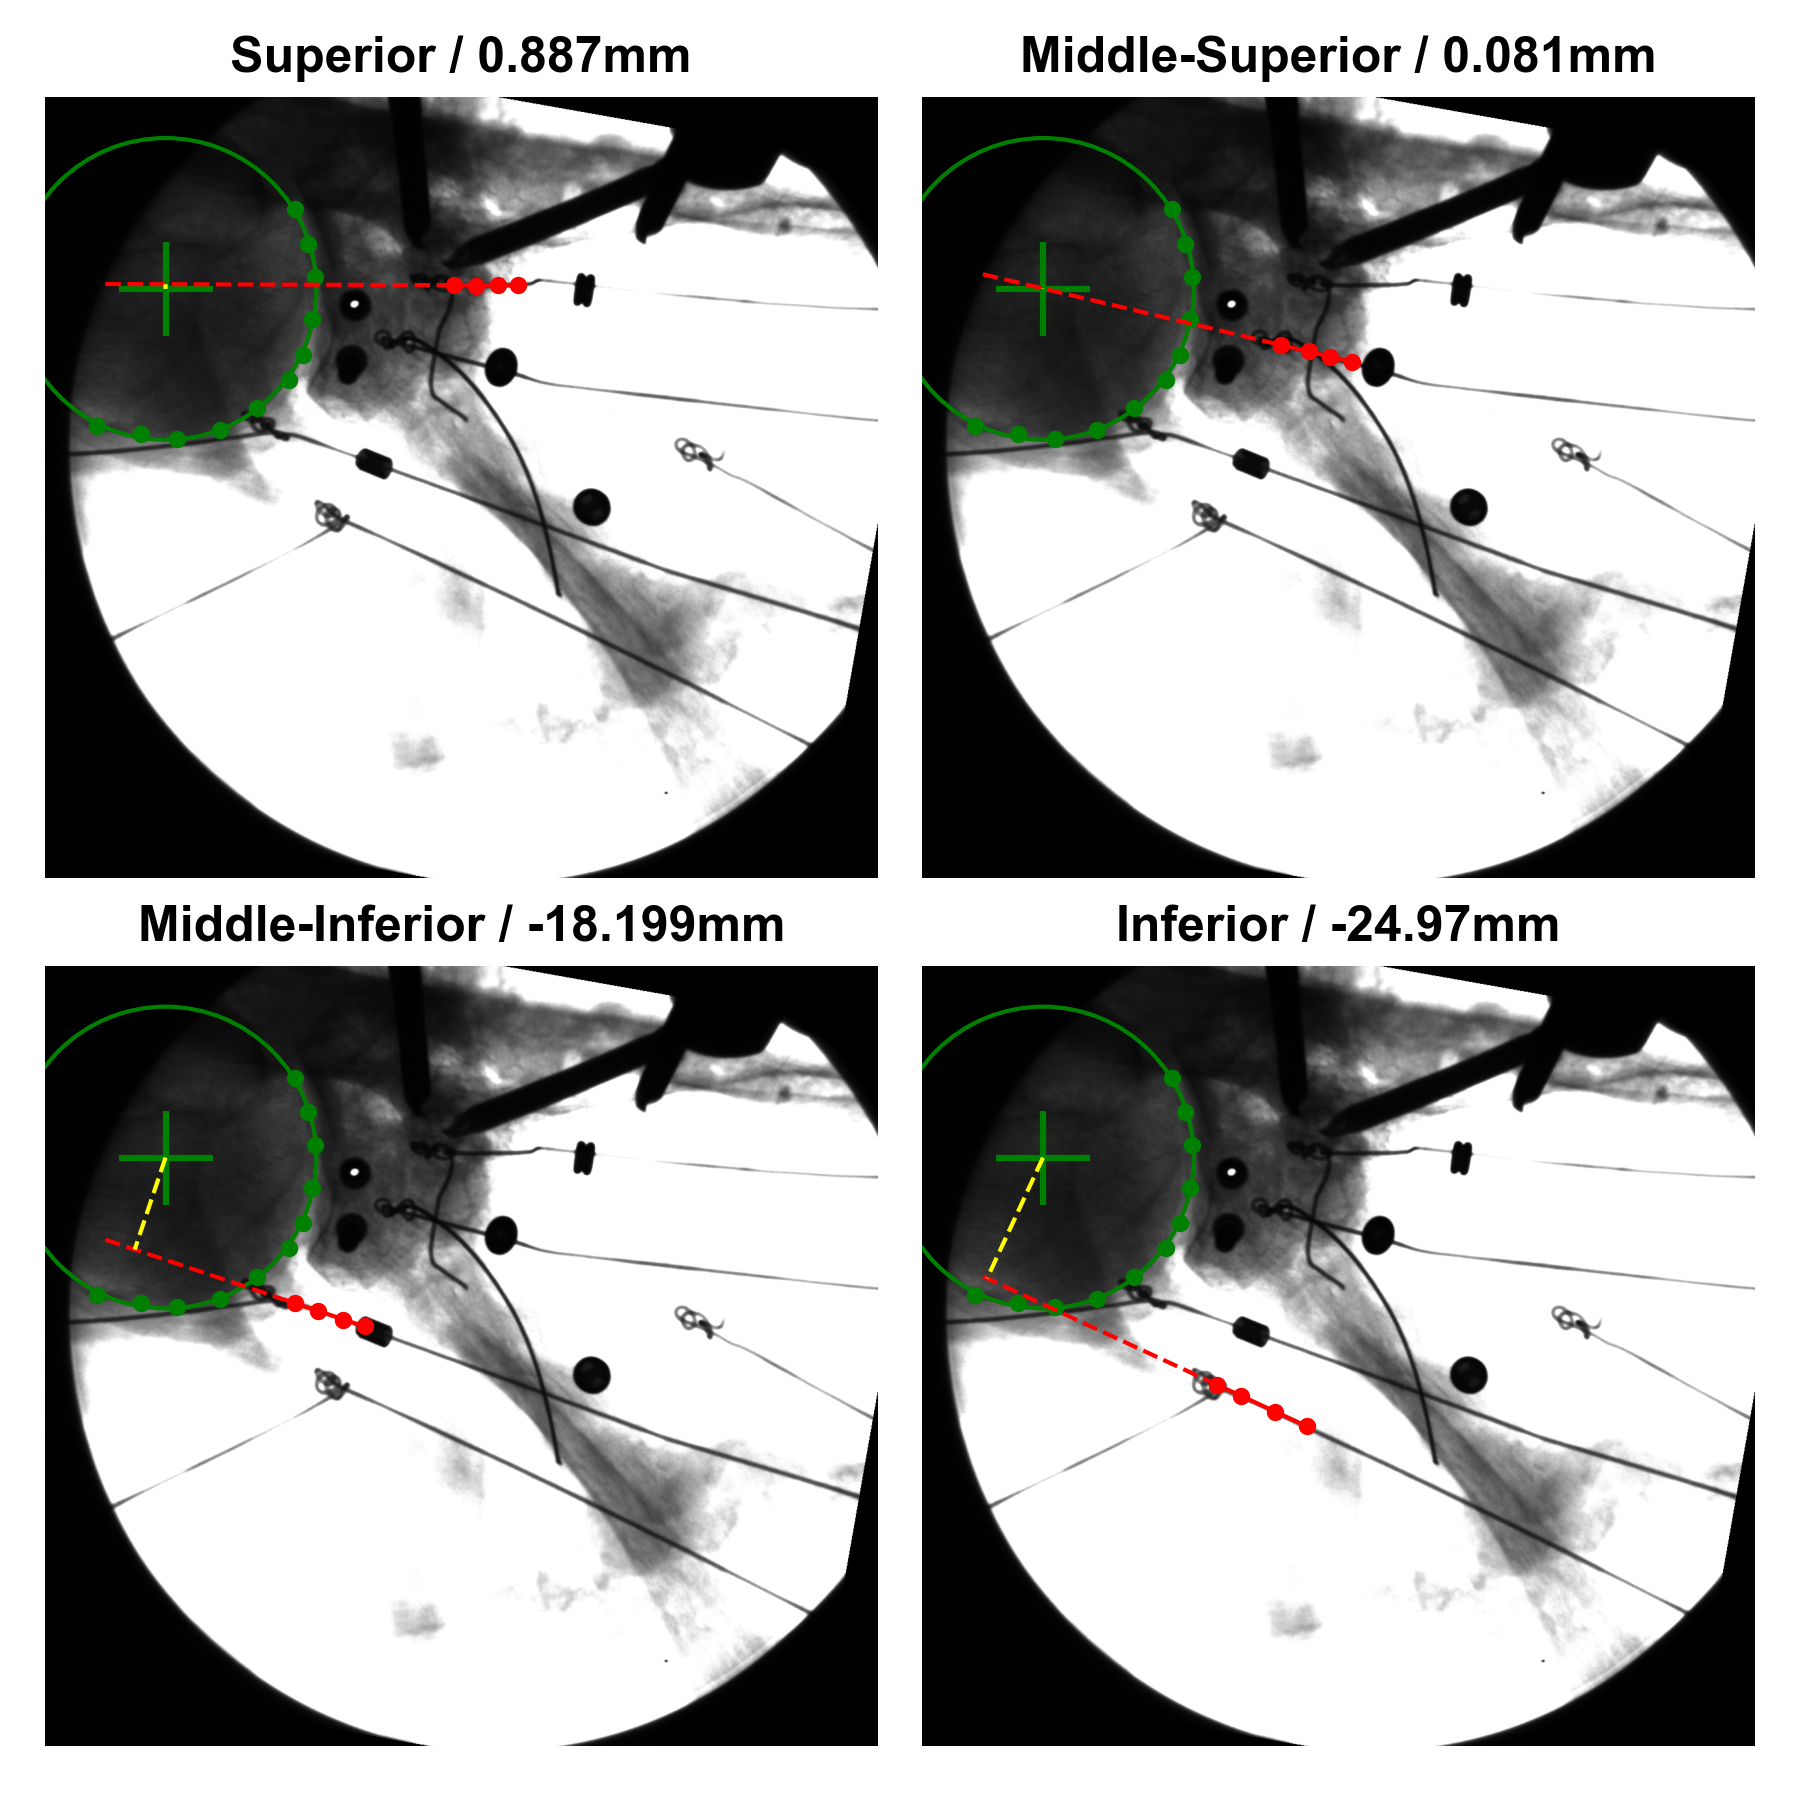 Superior / 0.887mm
Middle-Superior / 0.081mm
Middle-Inferior / -18.199mm
Inferior / -24.97mm